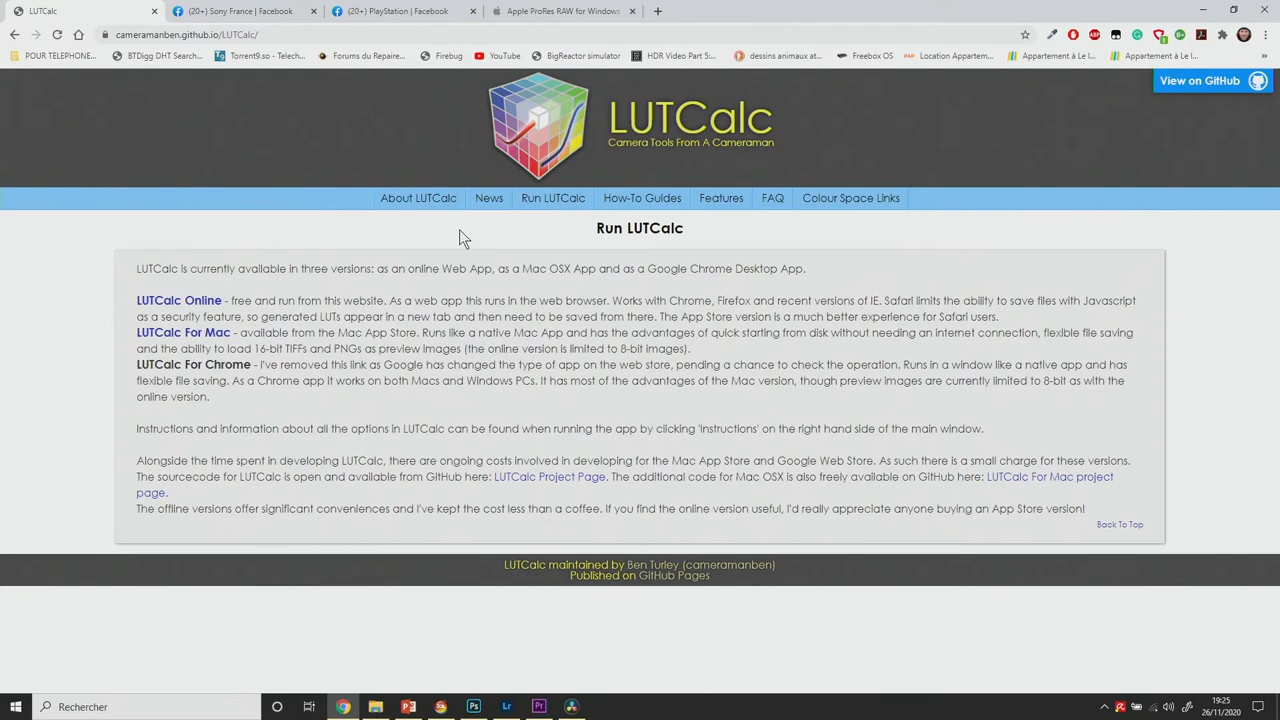 LUTCalc
(20+) Sony France | Facebook
(20+) PlayStation | Facebook
Apple ProRes RAW for Windows
cameramanben.github.io/LUTCalc/
POUR TELEPHONE...
BTDigg DHT Search...
Torrent9.so - Telech...
Forums du Repaire...
Firebug
YouTube
BigReactor simulator
HDR Video Part 5:...
dessins animaux at...
Freebox OS
Location Appartem...
Appartement à Le l...
Appartement à Le l...
View on GitHub
LUTCalc
Camera Tools From A Cameraman
About LUTCalc
News
Run LUTCalc
How-To Guides
Features
FAQ
Colour Space Links
Run LUTCalc
LUTCalc is currently available in three versions: as an online Web App, as a Mac OSX App and as a Google Chrome Desktop App.
LUTCalc Online - free and run from this website. As a web app this runs in the web browser. Works with Chrome, Firefox and recent versions of IE. Safari limits the ability to save files with Javascript
as a security feature, so generated LUTs appear in a new tab and then need to be saved from there. The App Store version is a much better experience for Safari users.
LUTCalc For Mac - available from the Mac App Store. Runs like a native Mac App and has the advantages of quick starting from disk without needing an internet connection, flexible file saving
and the ability to load 16-bit TIFFs and PNGs as preview images (the online version is limited to 8-bit images).
LUTCalc For Chrome - I've removed this link as Google has changed the type of app on the web store, pending a chance to check the operation. Runs in a window like a native app and has
flexible file saving. As a Chrome app it works on both Macs and Windows PCs. It has most of the advantages of the Mac version, though preview images are currently limited to 8-bit as with the
online version.
Instructions and information about all the options in LUTCalc can be found when running the app by clicking 'Instructions' on the right hand side of the main window.
Alongside the time spent in developing LUTCalc, there are ongoing costs involved in developing for the Mac App Store and Google Web Store. As such there is a small charge for these versions.
The sourcecode for LUTCalc is open and available from GitHub here: LUTCalc Project Page. The additional code for Mac OSX is also freely available on GitHub here: LUTCalc For Mac project
page.
The offline versions offer significant conveniences and I've kept the cost less than a coffee. If you find the online version useful, I'd really appreciate anyone buying an App Store version!
Back To Top
LUTCalc maintained by Ben Turley (cameramanben)
Published on GitHub Pages
Rechercher
Ps
Lr
Pr
19:25
26/11/2020